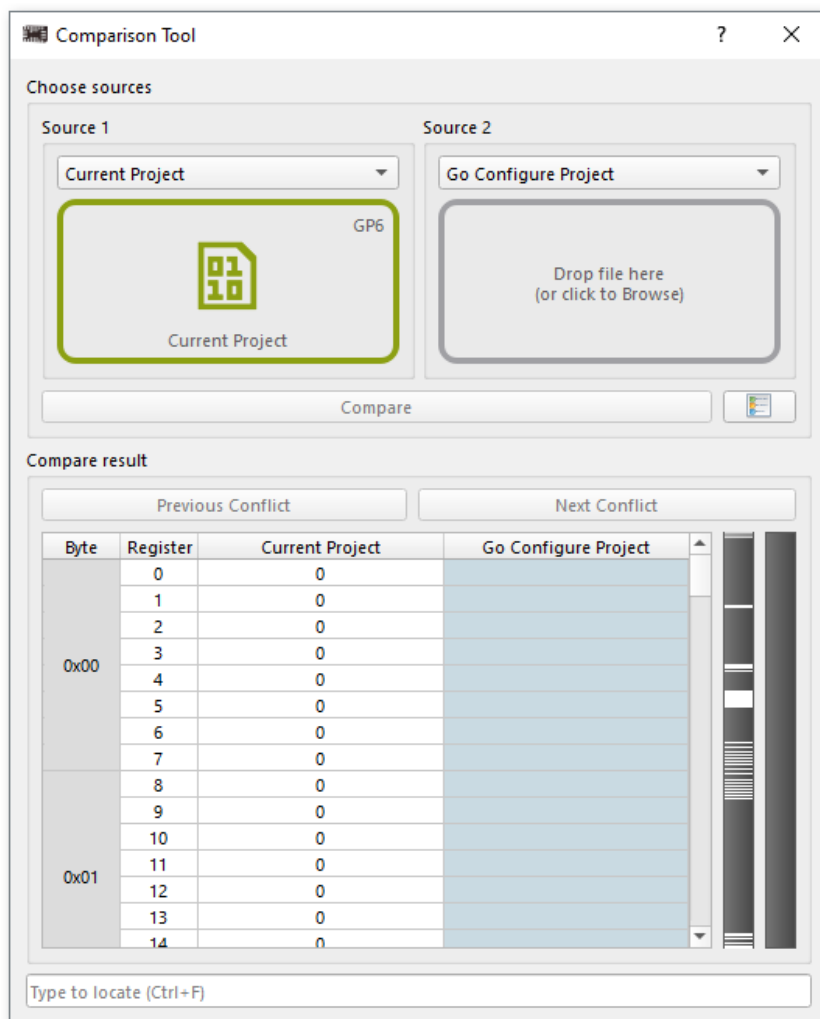 Comparison Tool ?
Choose sources
Source 1 Source 2
Current Project Go Configure Project
GP6
0110
Drop file here
(or click to Browse)
Current Project
Compare
Compare result
Previous Conflict Next Conflict
Byte Register Current Project Go Configure Project
0 0
1 0
2 0
3 0
0x00
4 0
5 0
6 0
7 0
8 0
9 0
10 0
11 0
0x01
12 0
13 0
14 0
Type to locate (Ctrl+F)